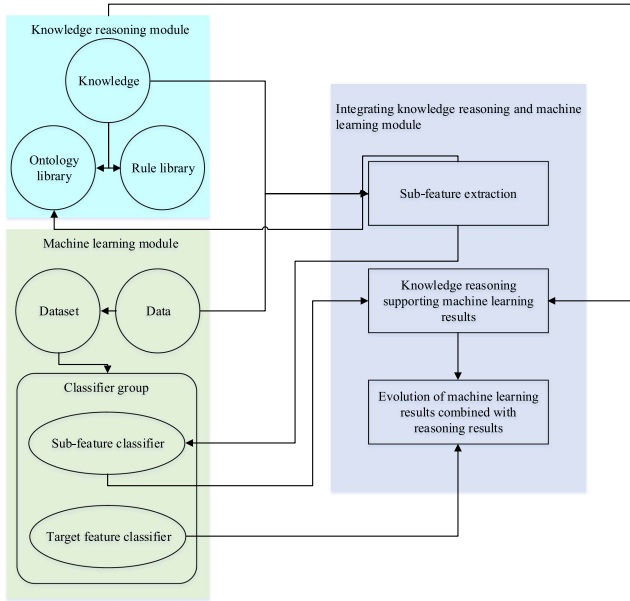 Knowledge reasoning module
Knowledge
Ontology
library
Rule library
Machine learning module
Dataset
Data
Classifier group
Sub-feature classifier
Target feature classifier
Integrating knowledge reasoning and machine
learning module
Sub-feature extraction
Knowledge reasoning
supporting machine learning
results
Evolution of machine learning
results combined with
reasoning results